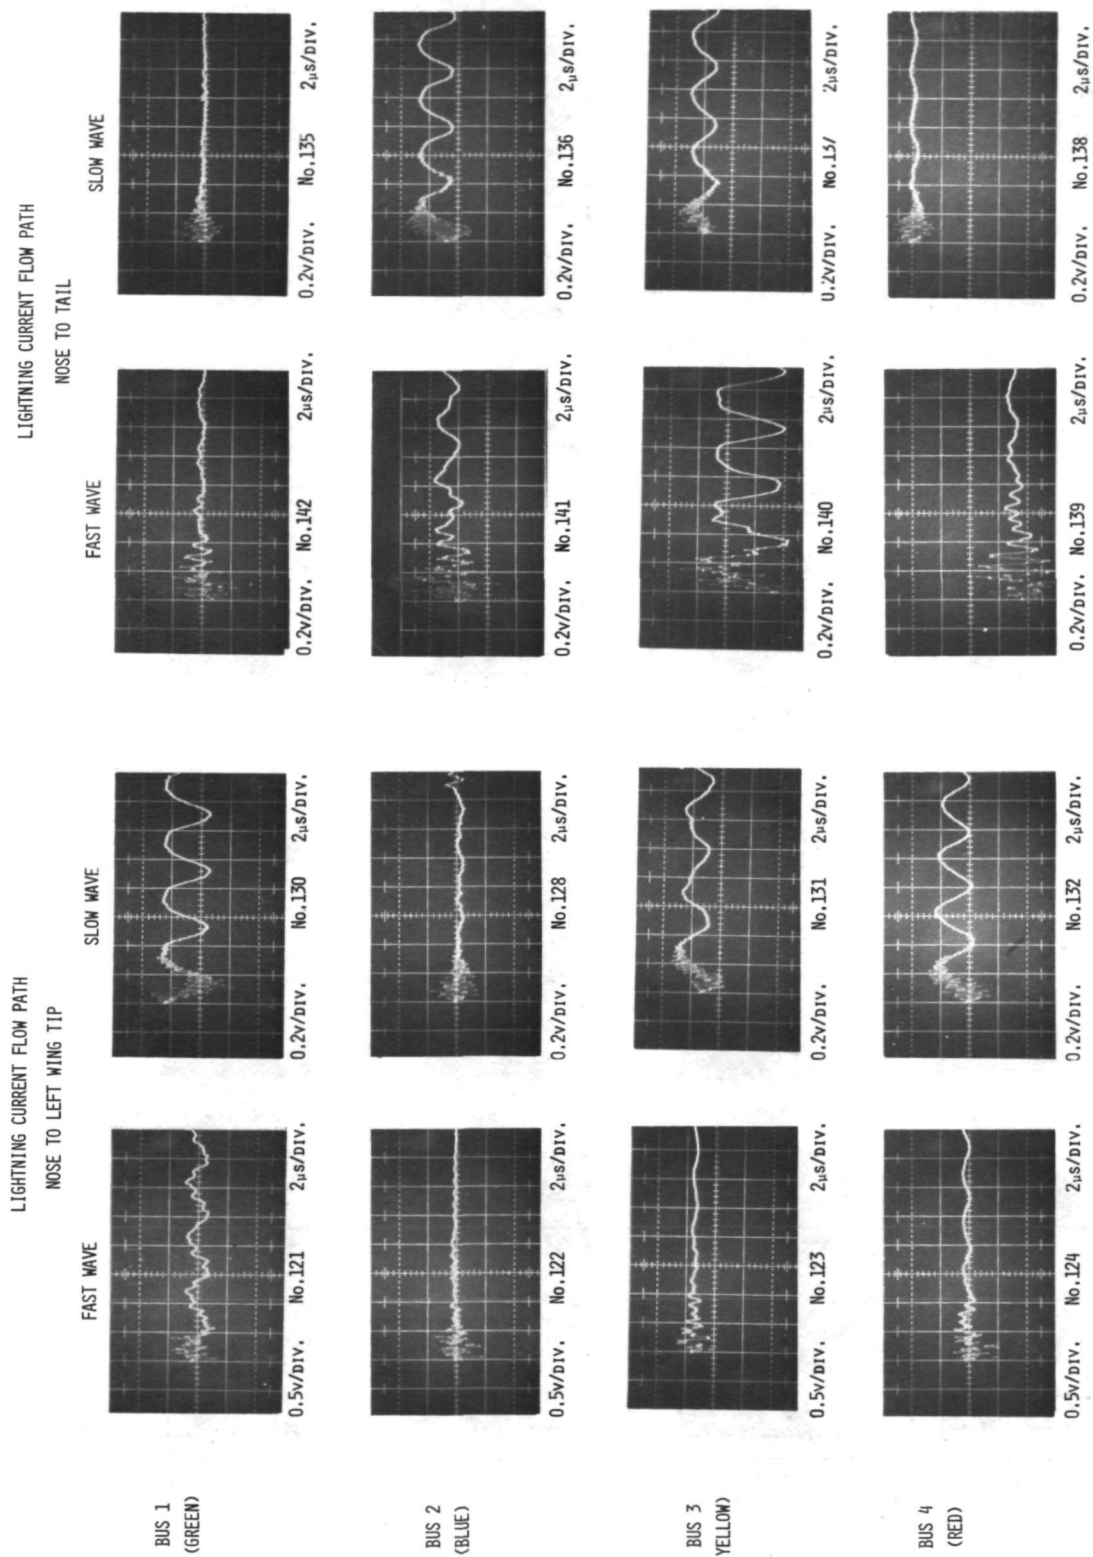 LIGHTNING CURRENT FLOW PATH
NOSE TO LEFT WING TIP
LIGHTNING CURRENT FLOW PATH
NOSE TO TAIL
FAST WAVE
SLOW WAVE
FAST WAVE
SLOW WAVE
BUS 1
(GREEN)
0.5v/DIV. No.121 2µs/DIV.
0.2v/DIV. No.130 2µs/DIV.
0.2v/DIV. No.142 2µs/DIV.
0.2v/DIV. No.135 2µs/DIV.
BUS 2
(BLUE)
0.5v/DIV. No.122 2µs/DIV.
0.2v/DIV. No.128 2µs/DIV.
0.2v/DIV. No.141 2µs/DIV.
0.2v/DIV. No.136 2µs/DIV.
BUS 3
YELLOW)
0.5v/DIV. No.123 2µs/DIV.
0.2v/DIV. No.131 2µs/DIV.
0.2v/DIV. No.140 2µs/DIV.
0.2v/DIV. No.13/ 2µs/DIV.
BUS 4
(RED)
0.5v/DIV. No.124 2µs/DIV.
0.2v/DIV. No.132 2µs/DIV.
0.2v/DIV. No.139 2µs/DIV.
0.2v/DIV. No.138 2µs/DIV.